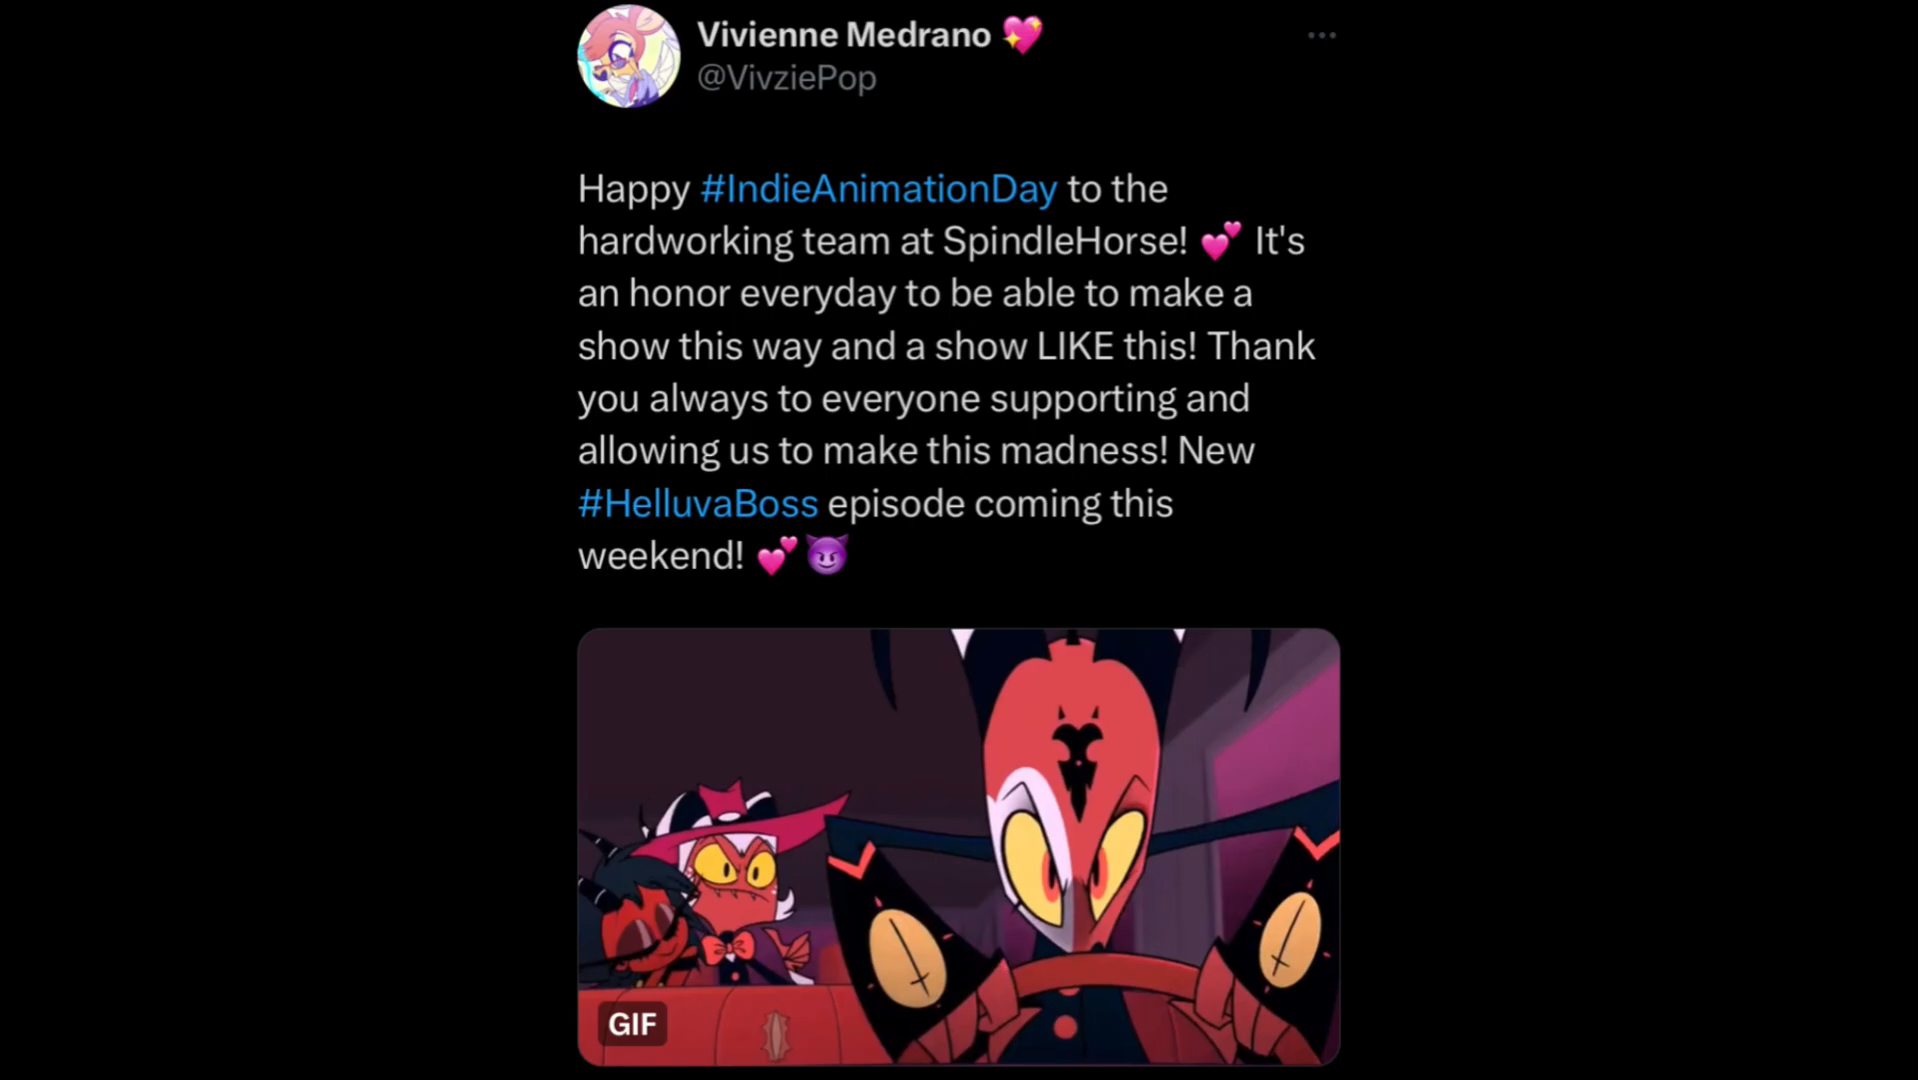 Vivienne Medrano 💖
@VivziePop
Happy #IndieAnimationDay to the
hardworking team at SpindleHorse! 💕 It's
an honor everyday to be able to make a
show this way and a show LIKE this! Thank
you always to everyone supporting and
allowing us to make this madness! New
#HelluvaBoss episode coming this
weekend! 💕😈
GIF